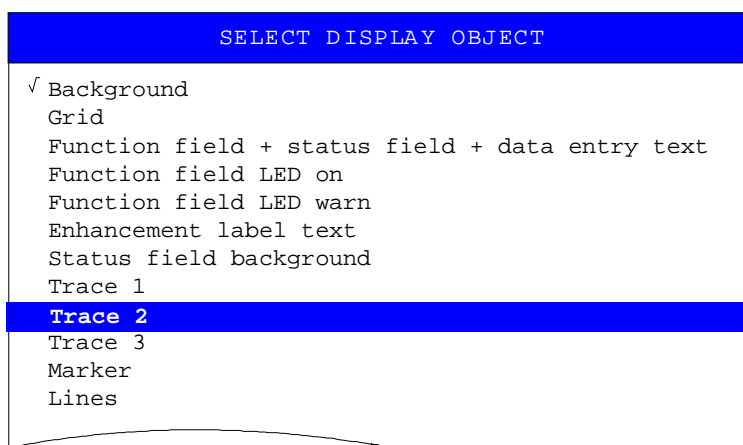 SELECT DISPLAY OBJECT
√ Background
Grid
Function field + status field + data entry text
Function field LED on
Function field LED warn
Enhancement label text
Status field background
Trace 1
Trace 2
Trace 3
Marker
Lines